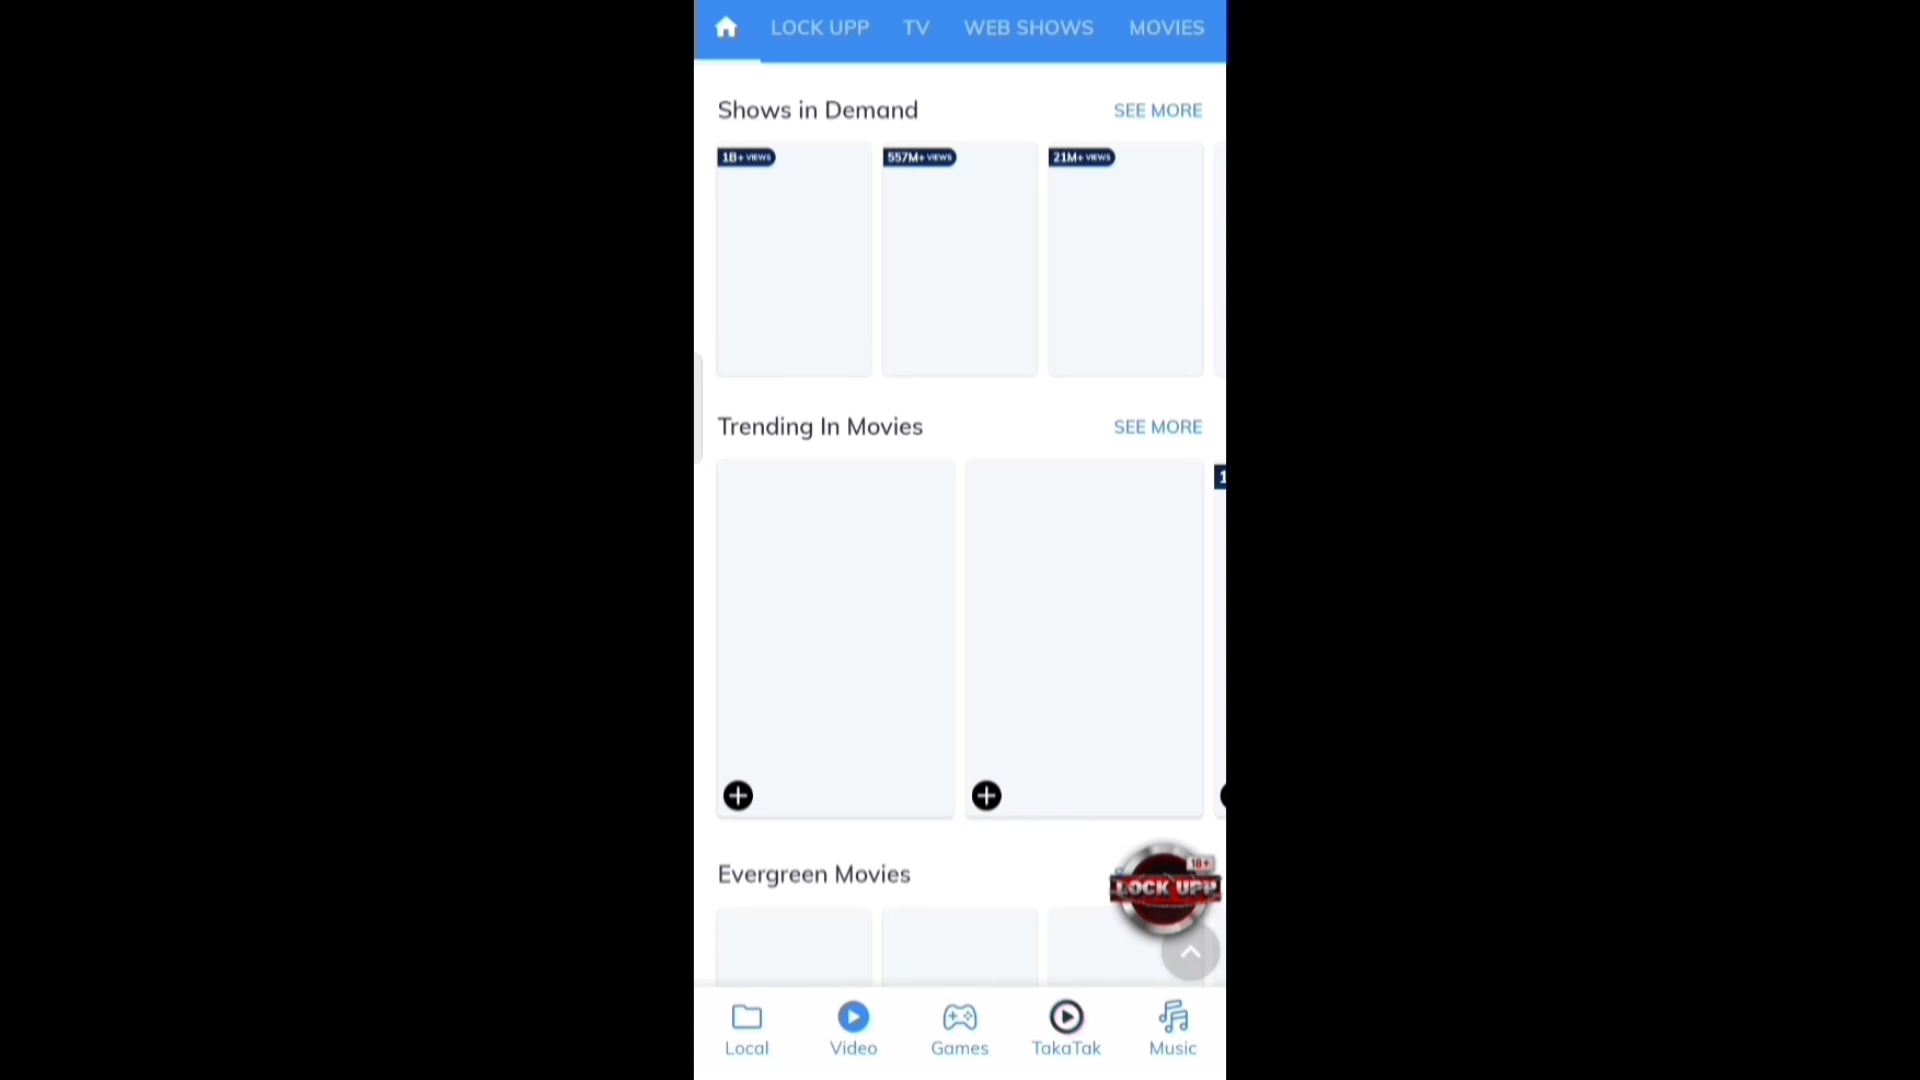 LOCK UPP TV WEB SHOWS MOVIES
Shows in Demand SEE MORE
1B+ VIEWS 557M+ VIEWS 21M+ VIEWS
Trending In Movies SEE MORE
1
Evergreen Movies
18+
LOCK UPP
Local Video Games TakaTak Music